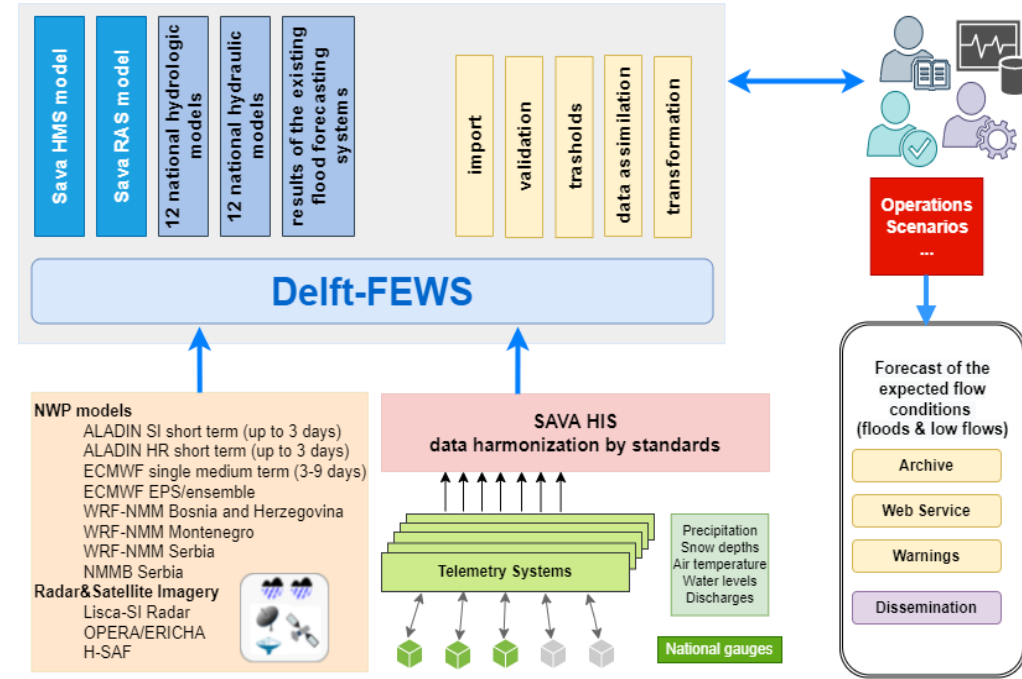 Sava HMS model
Sava RAS model
12 national hydrologic
models
12 national hydraulic
models
results of the existing
flood forecasting
systems
import
validation
trasholds
data assimilation
transformation
Delft-FEWS
Operations
Scenarios
...
NWP models
ALADIN SI short term (up to 3 days)
ALADIN HR short term (up to 3 days)
ECMWF single medium term (3-9 days)
ECMWF EPS/ensemble
WRF-NMM Bosnia and Herzegovina
WRF-NMM Montenegro
WRF-NMM Serbia
NMMB Serbia
Radar&Satellite Imagery
Lisca-SI Radar
OPERA/ERICHA
H-SAF
SAVA HIS
data harmonization by standards
Telemetry Systems
Precipitation
Snow depths
Air temperature
Water levels
Discharges
National gauges
Forecast of the
expected flow
conditions
(floods & low flows)
Archive
Web Service
Warnings
Dissemination